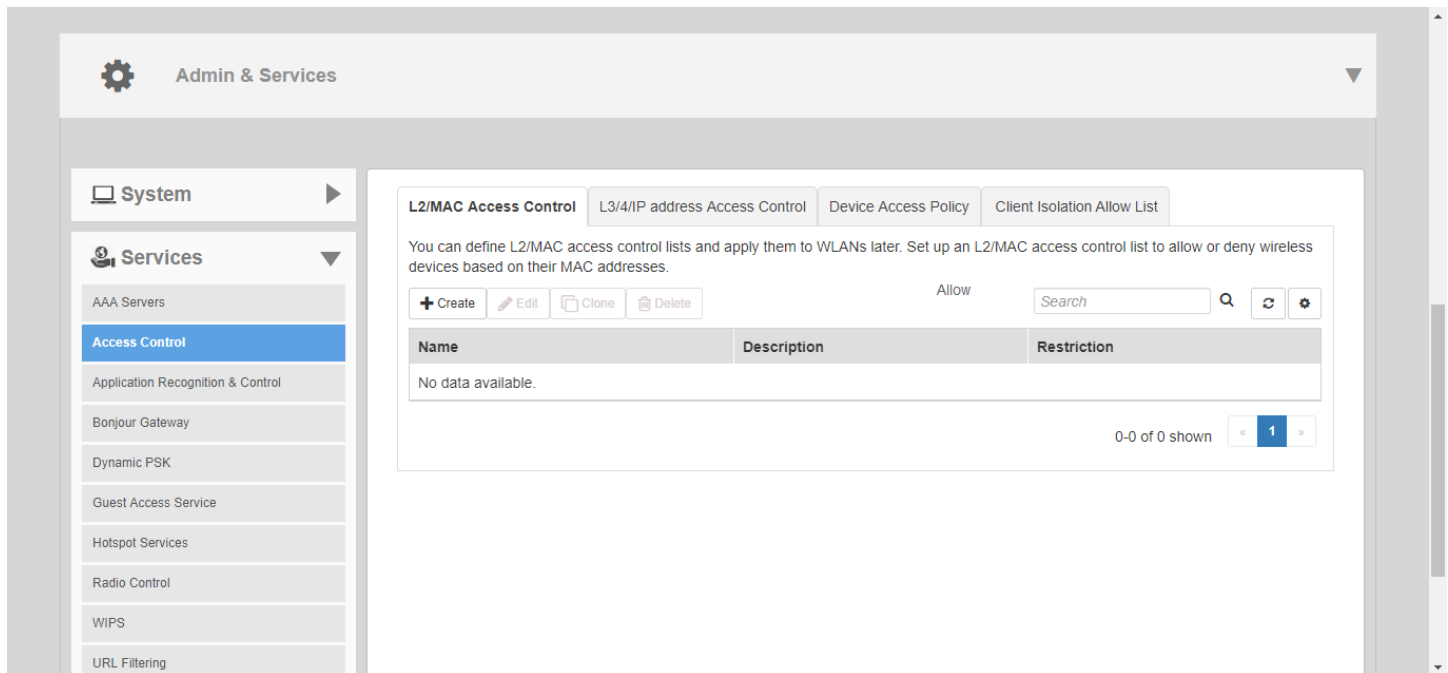 Admin & Services
System
Services
AAA Servers
Access Control
Application Recognition & Control
Bonjour Gateway
Dynamic PSK
Guest Access Service
Hotspot Services
Radio Control
WIPS
URL Filtering
L2/MAC Access Control L3/4/IP address Access Control Device Access Policy Client Isolation Allow List
You can define L2/MAC access control lists and apply them to WLANs later. Set up an L2/MAC access control list to allow or deny wireless
devices based on their MAC addresses.
Create Edit Clone Delete Allow Search
Name Description Restriction
No data available.
0-0 of 0 shown « 1 »